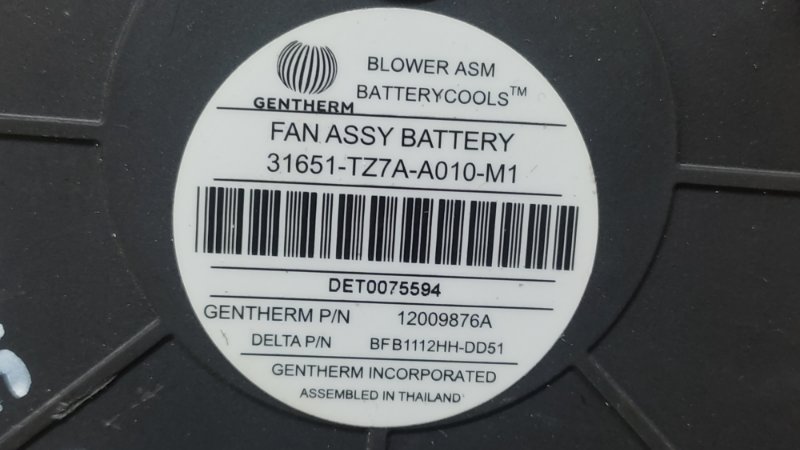 BLOWER ASM
BATTERYCOOLS™
GENTHERM
FAN ASSY BATTERY
31651-TZ7A-A010-M1
DET0075594
GENTHERM P/N 12009876A
DELTA P/N BFB1112HH-DD51
GENTHERM INCORPORATED
ASSEMBLED IN THAILAND